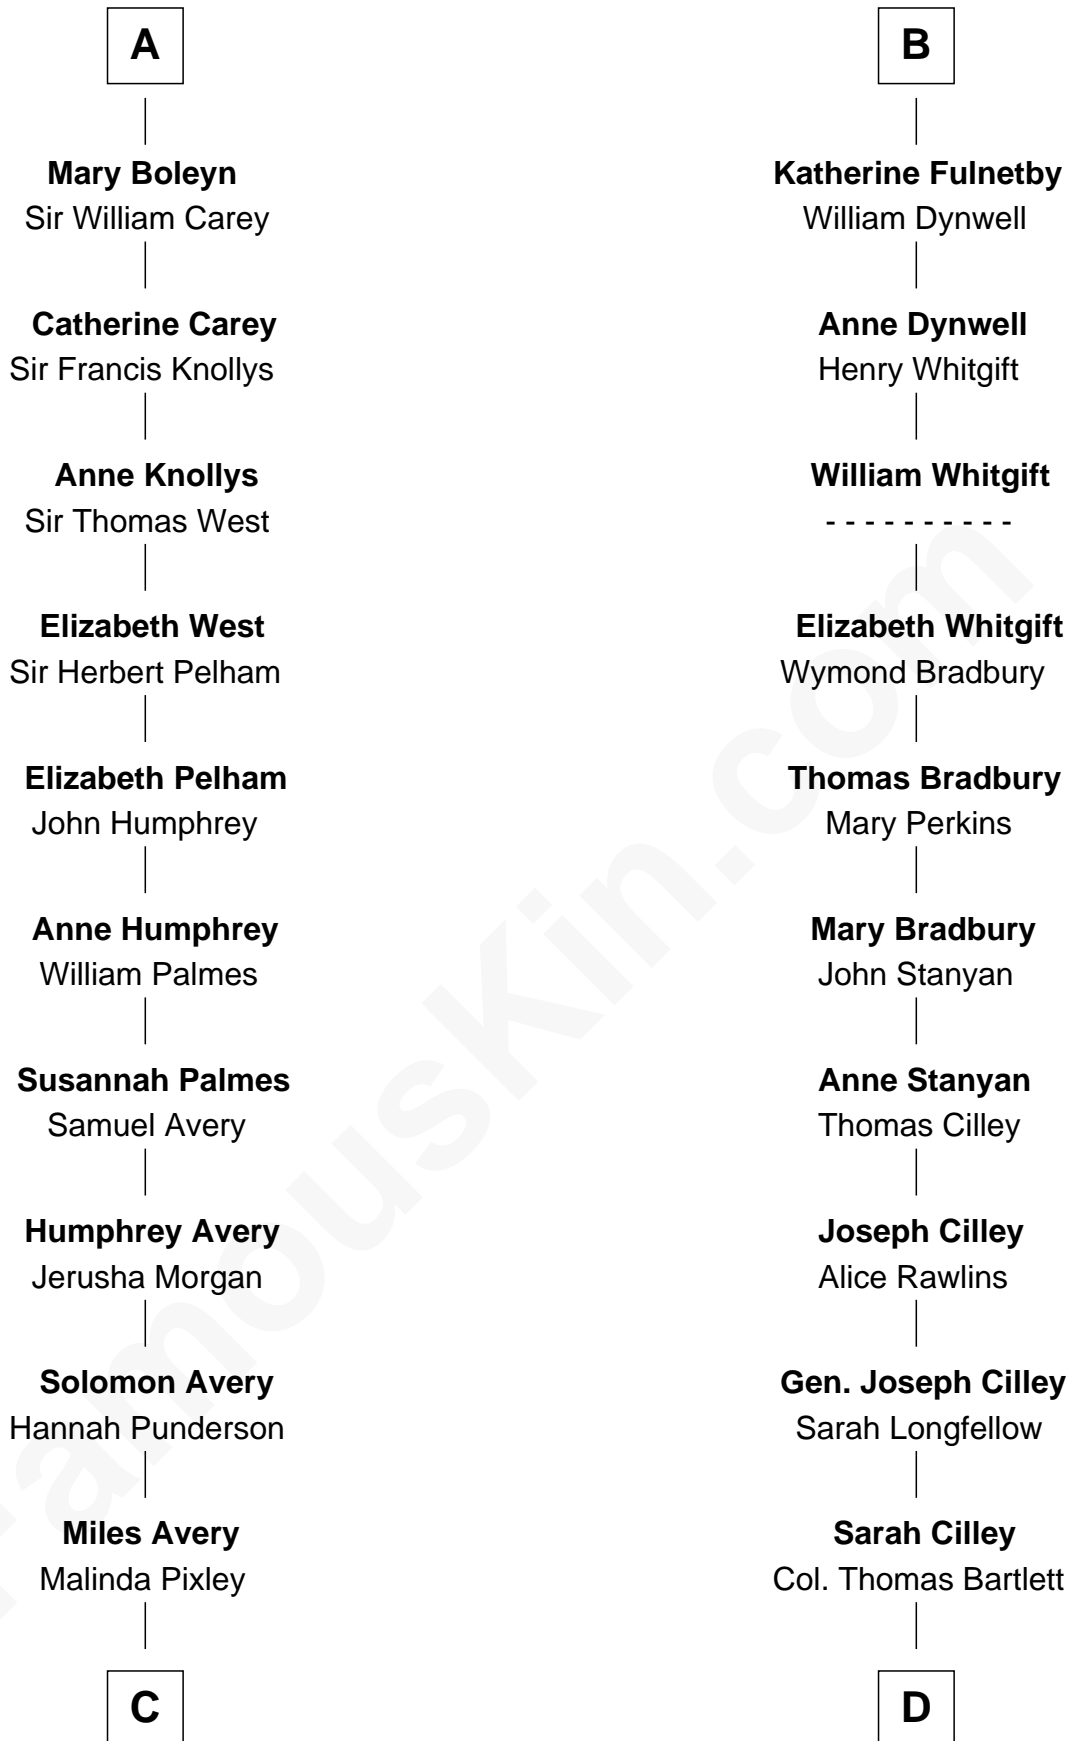 A
Mary Boleyn
Sir William Carey
Catherine Carey
Sir Francis Knollys
Anne Knollys
Sir Thomas West
Elizabeth West
Sir Herbert Pelham
Elizabeth Pelham
John Humphrey
Anne Humphrey
William Palmes
Susannah Palmes
Samuel Avery
Humphrey Avery
Jerusha Morgan
Solomon Avery
Hannah Punderson
Miles Avery
Malinda Pixley
C
B
Katherine Fulnetby
William Dynwell
Anne Dynwell
Henry Whitgift
William Whitgift
- - - - - - - - - -
Elizabeth Whitgift
Wymond Bradbury
Thomas Bradbury
Mary Perkins
Mary Bradbury
John Stanyan
Anne Stanyan
Thomas Cilley
Joseph Cilley
Alice Rawlins
Gen. Joseph Cilley
Sarah Longfellow
Sarah Cilley
Col. Thomas Bartlett
D
FamousKin.com